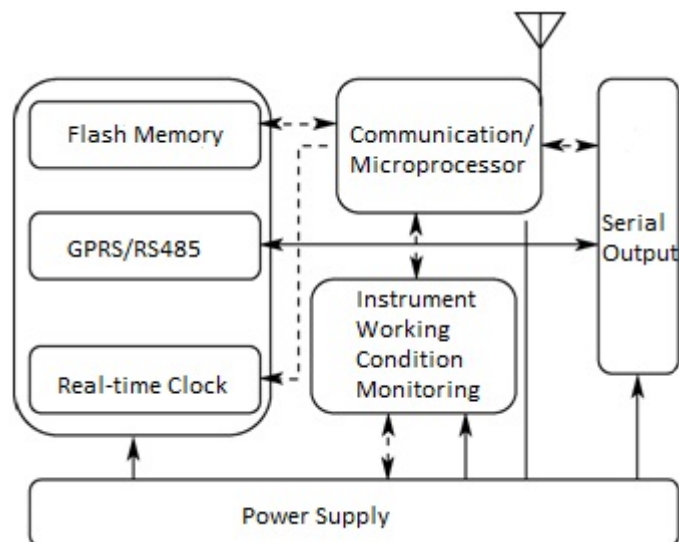 Flash Memory
Communication/
Microprocessor
GPRS/RS485
Serial
Output
Instrument
Working
Condition
Monitoring
Real-time Clock
Power Supply